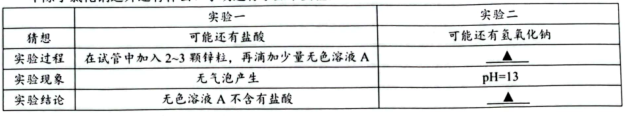 实验一 实验二
猜想 可能还有盐酸 可能还有氢氧化钠
实验过程 在试管中加入2~3颗锌粒，再滴加少量无色溶液A ▲
实验现象 无气泡产生 pH=13
实验结论 无色溶液A不含有盐酸 ▲